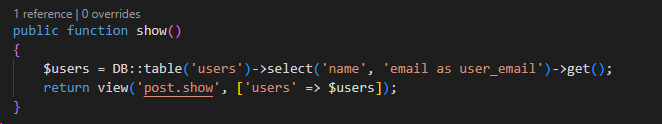 1 reference | 0 overrides
public function show()
{
    $users = DB::table('users')->select('name', 'email as user_email')->get();
    return view('post.show', ['users' => $users]);
}